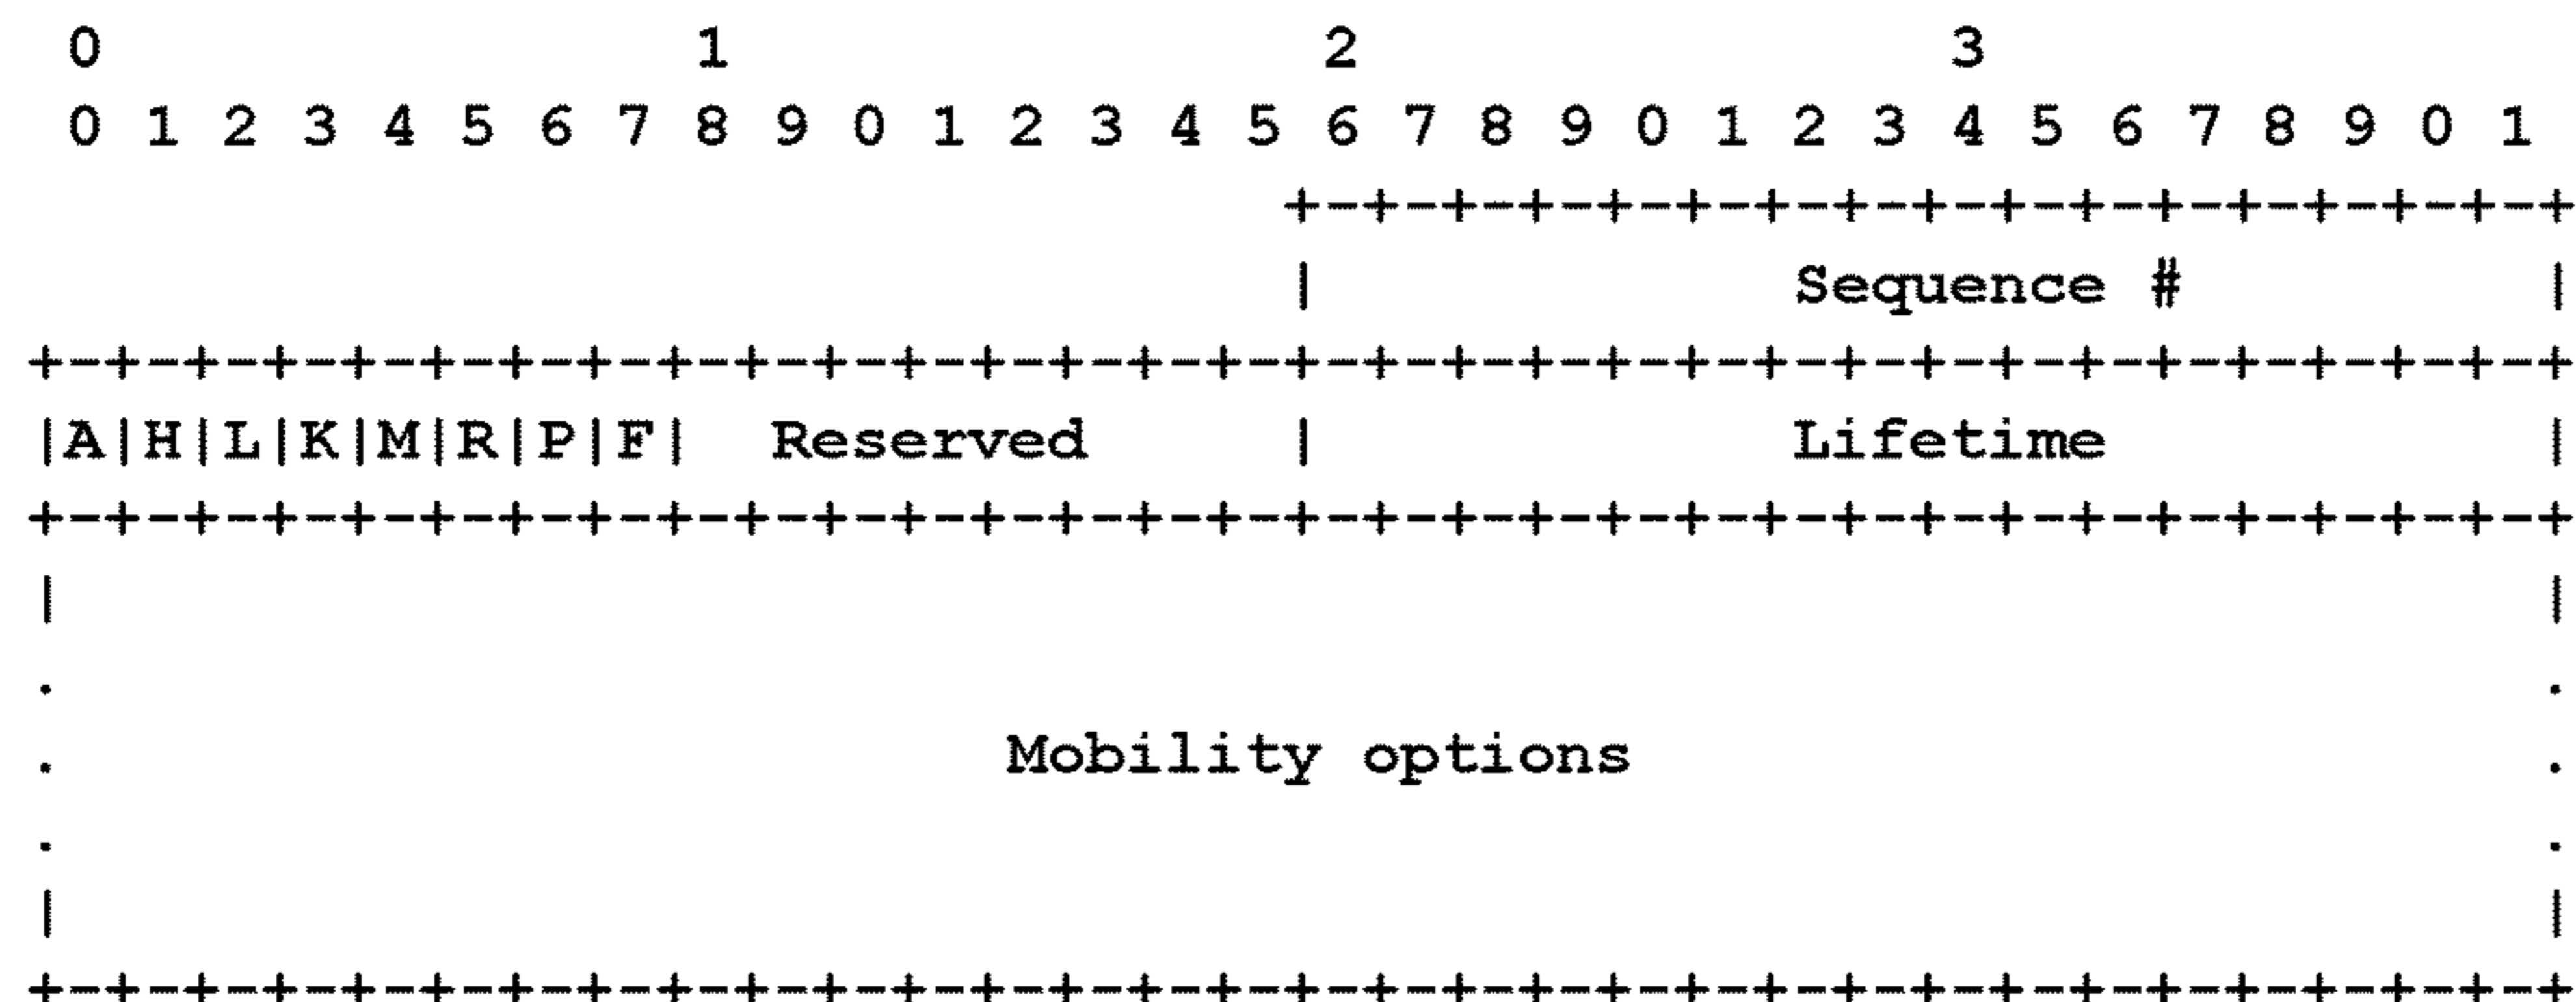 0               1               2               3
 0 1 2 3 4 5 6 7 8 9 0 1 2 3 4 5 6 7 8 9 0 1 2 3 4 5 6 7 8 9 0 1
                                +-+-+-+-+-+-+-+-+-+-+-+-+-+-+-+-+
                                |            Sequence #         |
+-+-+-+-+-+-+-+-+-+-+-+-+-+-+-+-+-+-+-+-+-+-+-+-+-+-+-+-+-+-+-+-+
|A|H|L|K|M|R|P|F|  Reserved     |            Lifetime           |
+-+-+-+-+-+-+-+-+-+-+-+-+-+-+-+-+-+-+-+-+-+-+-+-+-+-+-+-+-+-+-+-+
|                                                               |
.                                                               .
.                        Mobility options                       .
.                                                               .
|                                                               |
+-+-+-+-+-+-+-+-+-+-+-+-+-+-+-+-+-+-+-+-+-+-+-+-+-+-+-+-+-+-+-+-+